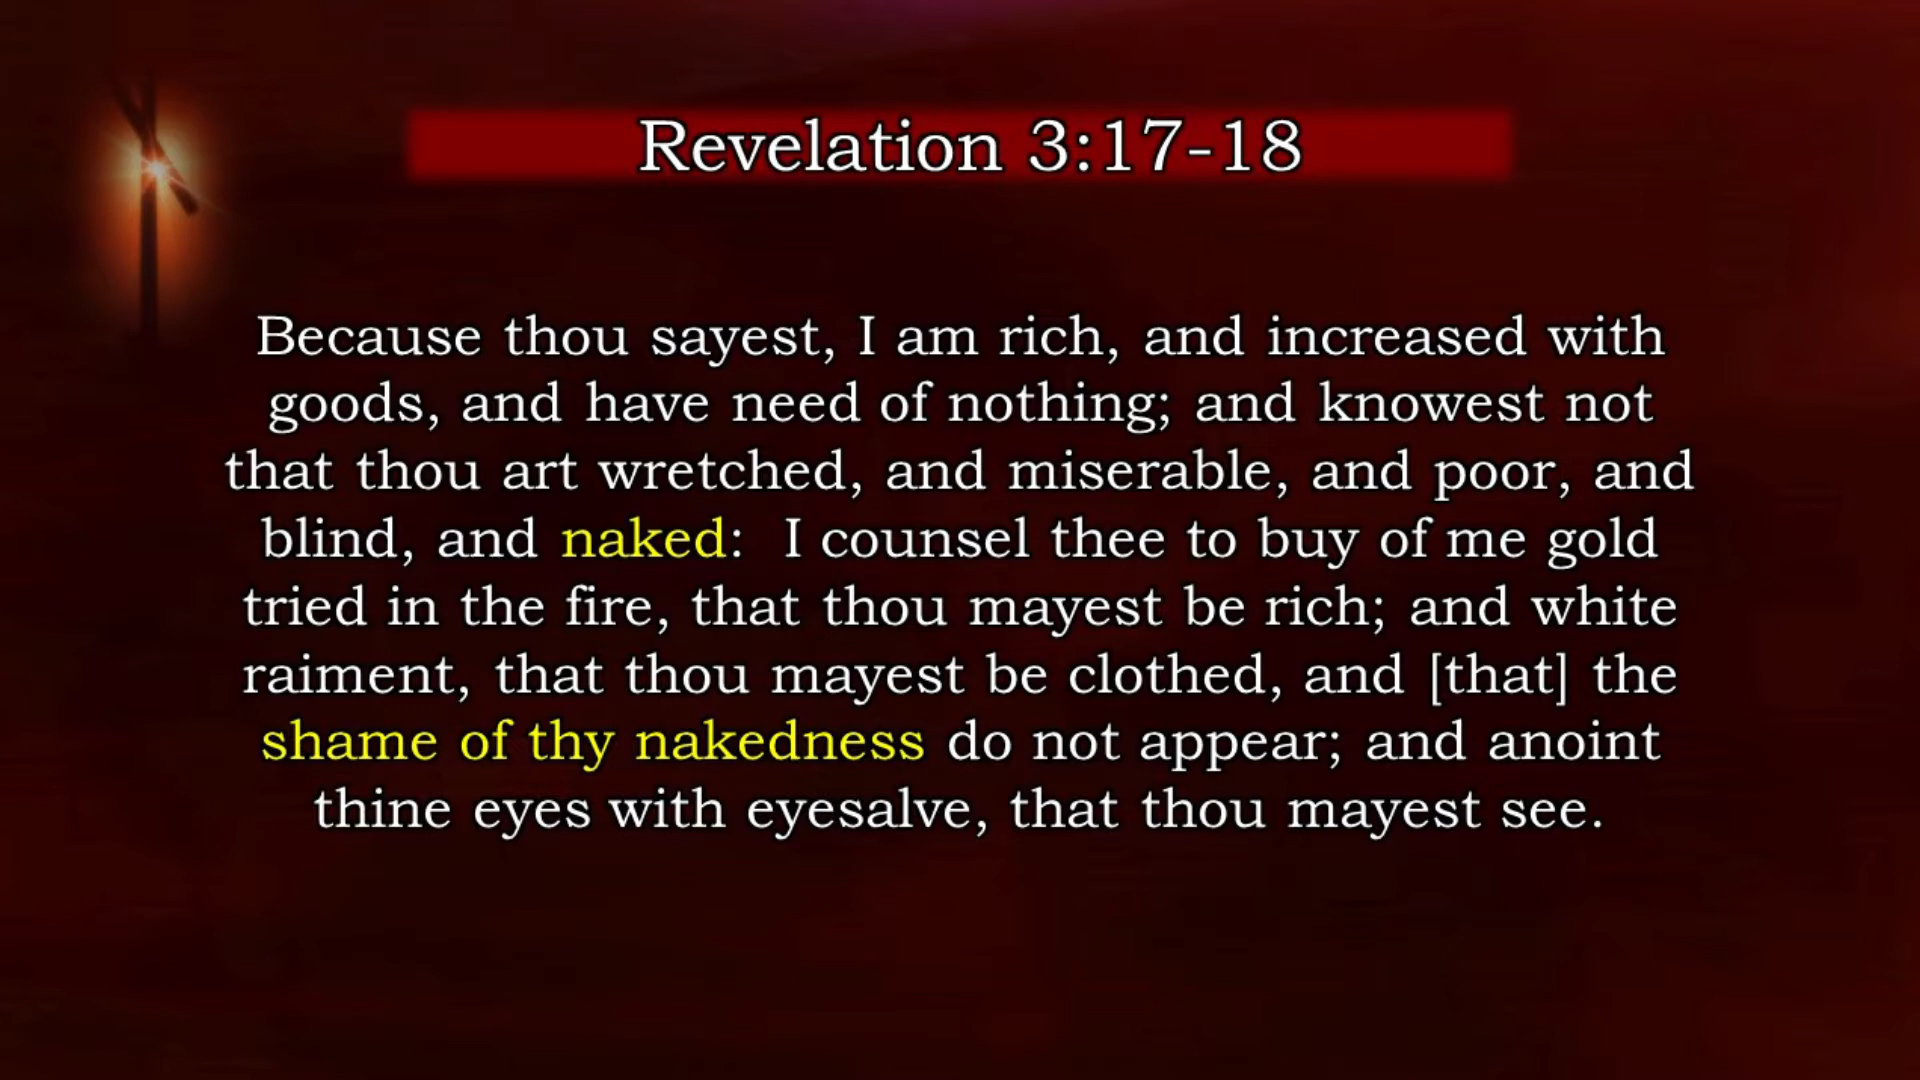 Revelation 3:17-18
Because thou sayest, I am rich, and increased with
goods, and have need of nothing; and knowest not
that thou art wretched, and miserable, and poor, and
blind, and naked:  I counsel thee to buy of me gold
tried in the fire, that thou mayest be rich; and white
raiment, that thou mayest be clothed, and [that] the
shame of thy nakedness do not appear; and anoint
thine eyes with eyesalve, that thou mayest see.